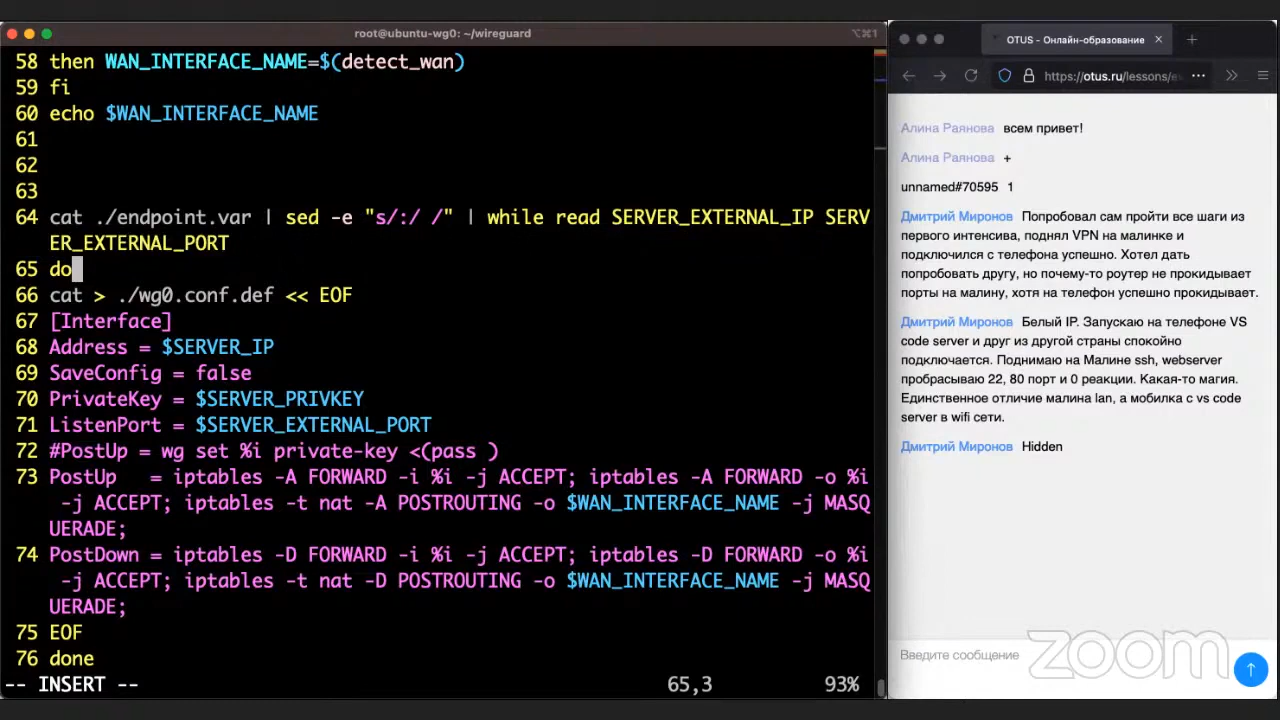 root@ubuntu-wg0: ~/wireguard
⌥⌘1
58 then WAN_INTERFACE_NAME=$(detect_wan)
59 fi
60 echo $WAN_INTERFACE_NAME
61
62
63
64 cat ./endpoint.var | sed -e "s/:/ /" | while read SERVER_EXTERNAL_IP SERV
ER_EXTERNAL_PORT
65 do
66 cat > ./wg0.conf.def << EOF
67 [Interface]
68 Address = $SERVER_IP
69 SaveConfig = false
70 PrivateKey = $SERVER_PRIVKEY
71 ListenPort = $SERVER_EXTERNAL_PORT
72 #PostUp = wg set %i private-key <(pass )
73 PostUp   = iptables -A FORWARD -i %i -j ACCEPT; iptables -A FORWARD -o %i
-j ACCEPT; iptables -t nat -A POSTROUTING -o $WAN_INTERFACE_NAME -j MASQ
UERADE;
74 PostDown = iptables -D FORWARD -i %i -j ACCEPT; iptables -D FORWARD -o %i
-j ACCEPT; iptables -t nat -D POSTROUTING -o $WAN_INTERFACE_NAME -j MASQ
UERADE;
75 EOF
76 done
-- INSERT -- 65,3 93%
OTUS - Онлайн-образование
https://otus.ru/lessons/
Алина Раянова всем привет!
Алина Раянова +
unnamed#70595 1
Дмитрий Миронов Попробовал сам пройти все шаги из
первого интенсива, поднял VPN на малинке и
подключился с телефона успешно. Хотел дать
попробовать другу, но почему-то роутер не прокидывает
порты на малину, хотя на телефон успешно прокидывает.
Дмитрий Миронов Белый IP. Запускаю на телефоне VS
code server и друг из другой страны спокойно
подключается. Поднимаю на Малине ssh, webserver
пробрасываю 22, 80 порт и 0 реакции. Какая-то магия.
Единственное отличие малина lan, а мобилка с vs code
server в wifi сети.
Дмитрий Миронов Hidden
Введите сообщение
zoom